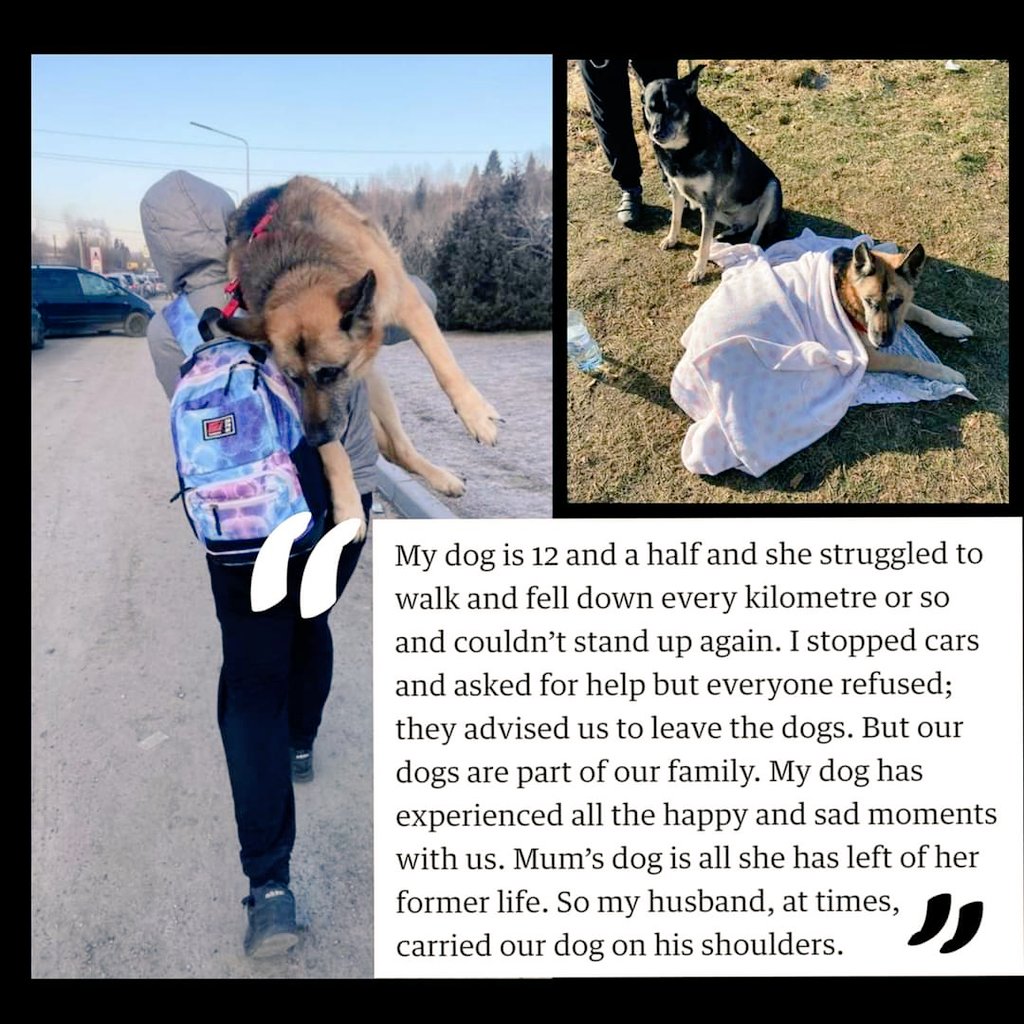 My dog is 12 and a half and she struggled to
walk and fell down every kilometre or so
and couldn’t stand up again. I stopped cars
and asked for help but everyone refused;
they advised us to leave the dogs. But our
dogs are part of our family. My dog has
experienced all the happy and sad moments
with us. Mum’s dog is all she has left of her
former life. So my husband, at times,
carried our dog on his shoulders.